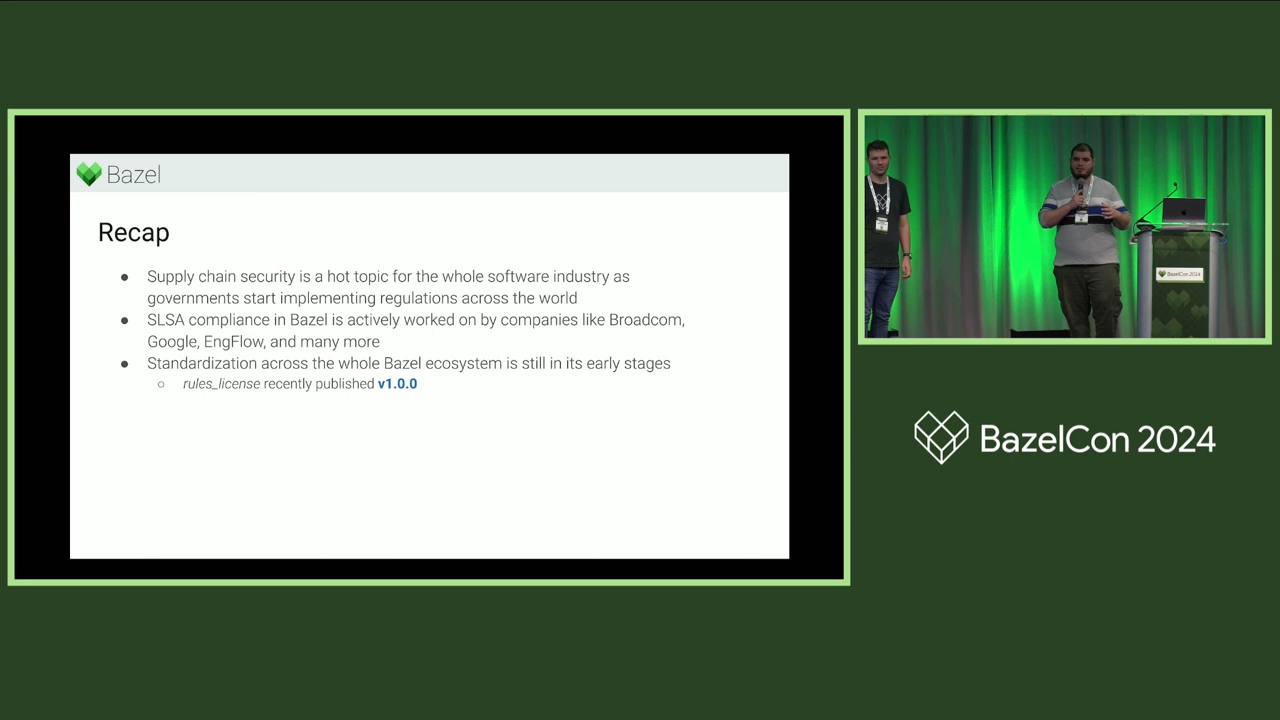 Bazel
Recap
● Supply chain security is a hot topic for the whole software industry as
governments start implementing regulations across the world
● SLSA compliance in Bazel is actively worked on by companies like Broadcom,
Google, EngFlow, and many more
● Standardization across the whole Bazel ecosystem is still in its early stages
○ rules_license recently published v1.0.0
BazelCon 2024
BazelCon 2024